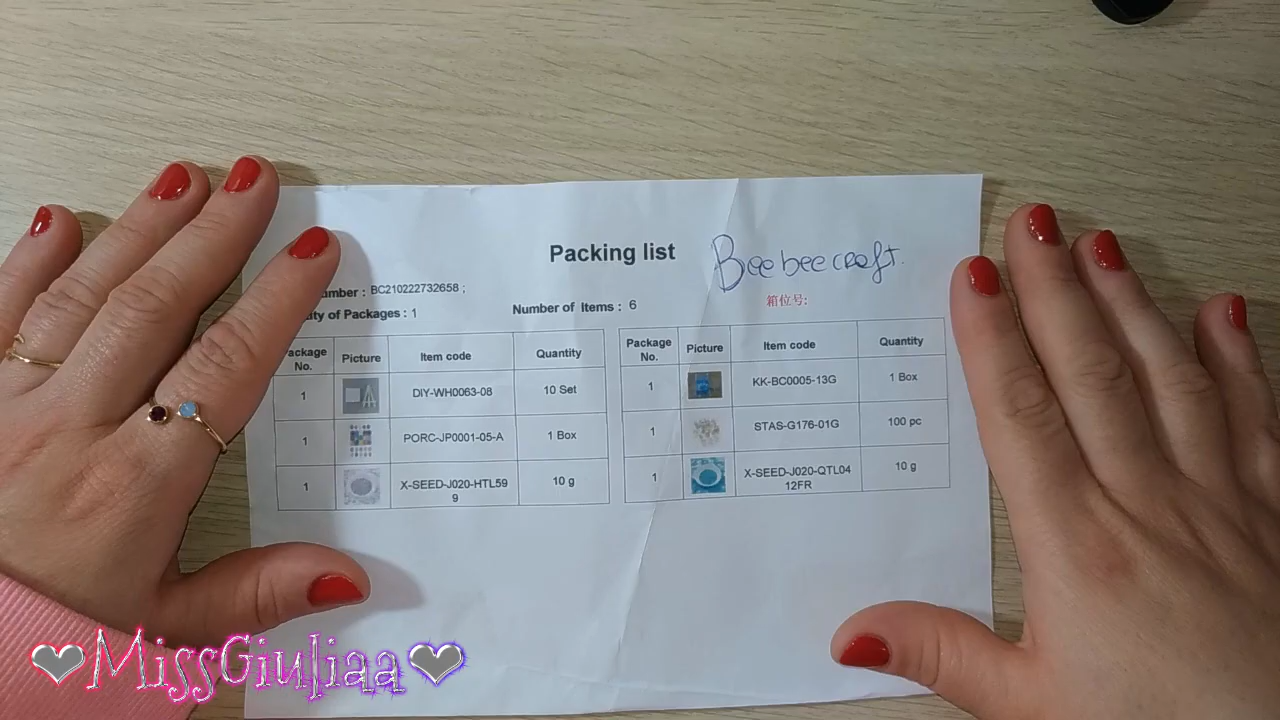 Packing list
Beebeecraft.
umber : BC210222732658 ;
箱位号:
ity of Packages : 1
Number of Items : 6
Package No. Picture Item code Quantity
1 DIY-WH0063-08 10 Set
1 PORC-JP0001-05-A 1 Box
1 X-SEED-J020-HTL59
9 10 g
Package No. Picture Item code Quantity
1 KK-BC0005-13G 1 Box
1 STAS-G176-01G 100 pc
1 X-SEED-J020-QTL04
12FR 10 g
❤MissGiuliaa❤